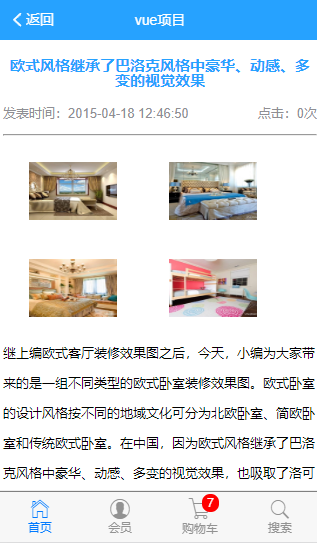 返回
vue项目
欧式风格继承了巴洛克风格中豪华、动感、多
变的视觉效果
发表时间：2015-04-18 12:46:50
点击：0次
继上编欧式客厅装修效果图之后，今天，小编为大家带
来的是一组不同类型的欧式卧室装修效果图。欧式卧室
的设计风格按不同的地域文化可分为北欧卧室、简欧卧
室和传统欧式卧室。在中国，因为欧式风格继承了巴洛
克风格中豪华、动感、多变的视觉效果，也吸取了洛可
7
首页
会员
购物车
搜索